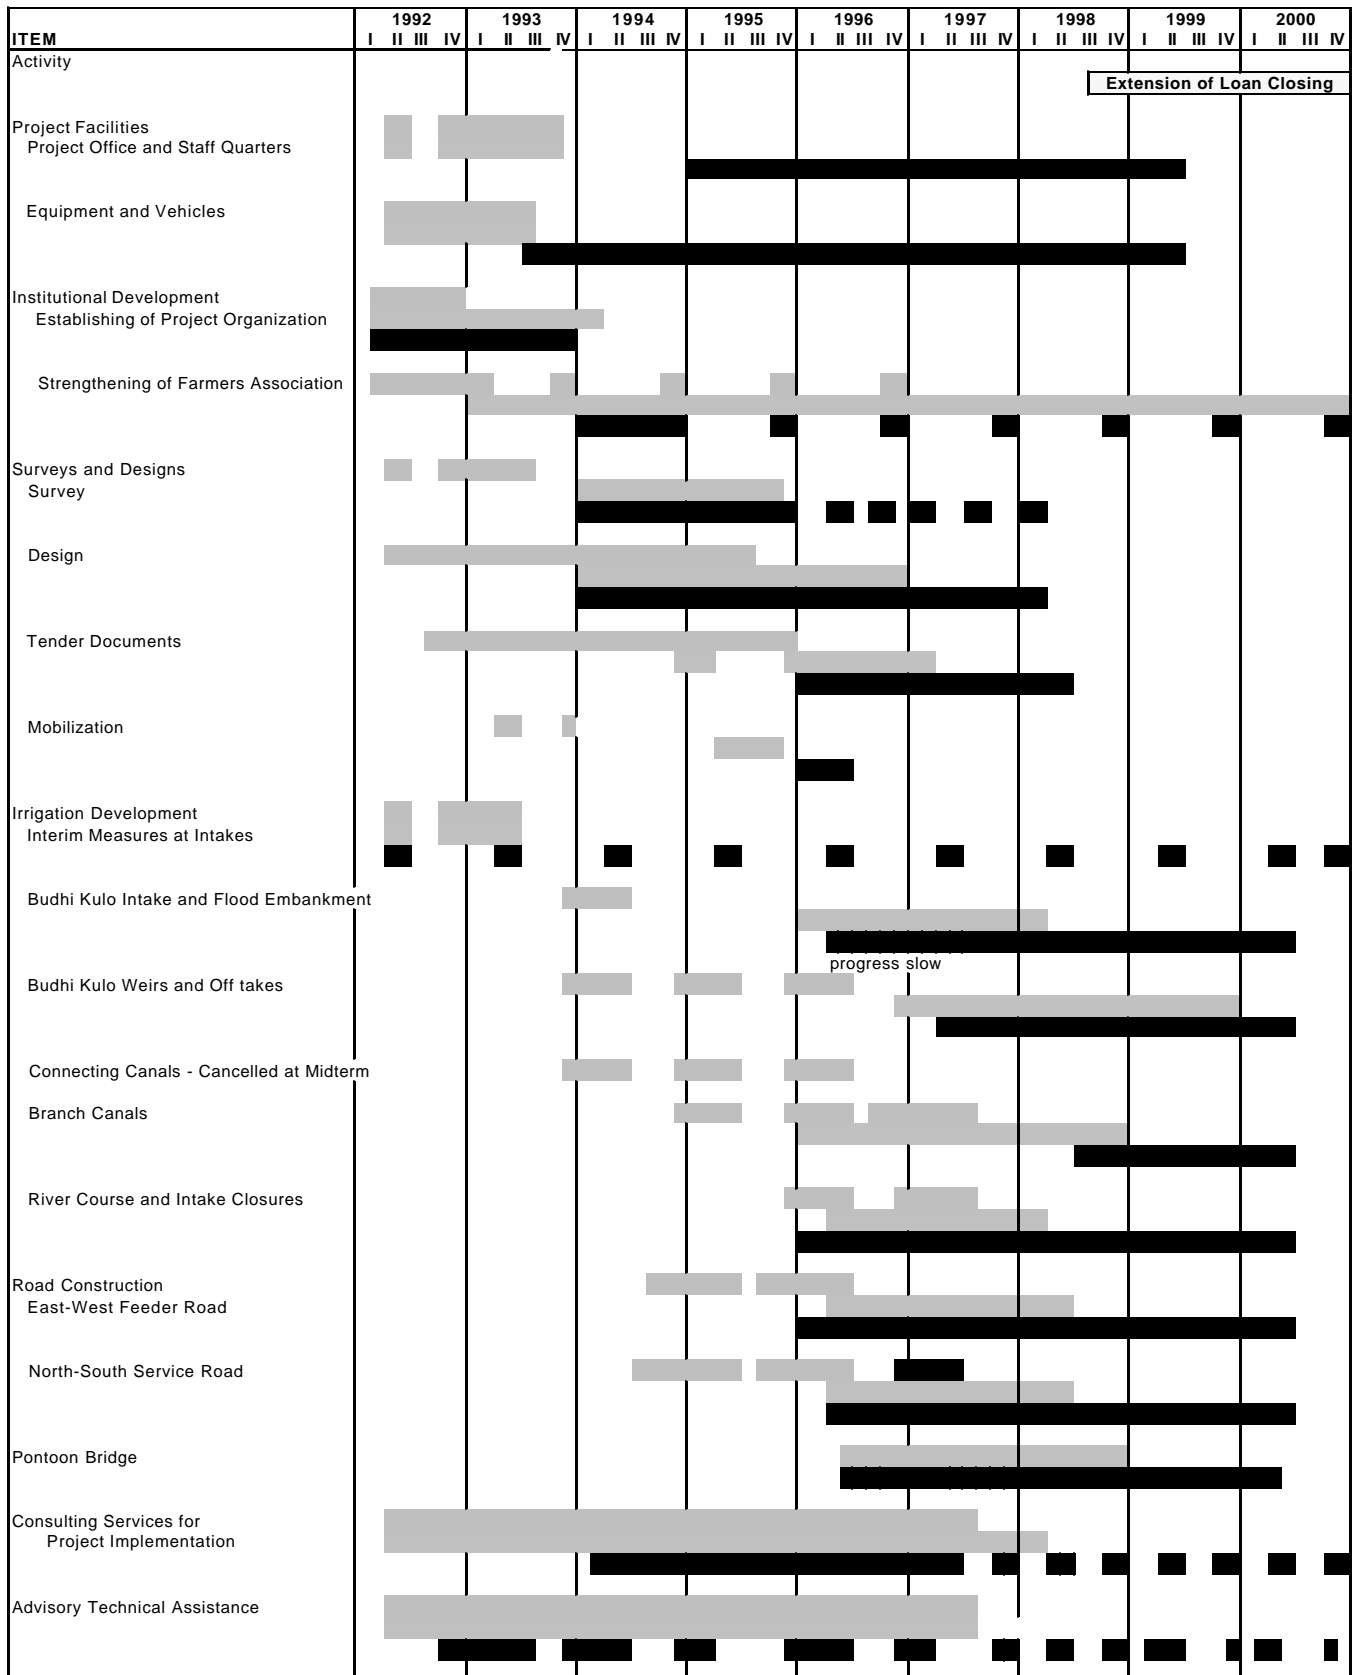 1992 1993 1994 1995 1996 1997 1998 1999 2000
ITEM I II III IV I II III IV I II III IV I II III IV I II III IV I II III IV I II III IV I II III IV I II III IV
Activity
Extension of Loan Closing
Project Facilities
Project Office and Staff Quarters
Equipment and Vehicles
Institutional Development
Establishing of Project Organization
Strengthening of Farmers Association
Surveys and Designs
Survey
Design
Tender Documents
Mobilization
Irrigation Development
Interim Measures at Intakes
Budhi Kulo Intake and Flood Embankment
progress slow
Budhi Kulo Weirs and Off takes
Connecting Canals - Cancelled at Midterm
Branch Canals
River Course and Intake Closures
Road Construction
East-West Feeder Road
North-South Service Road
Pontoon Bridge
Consulting Services for
Project Implementation
Advisory Technical Assistance